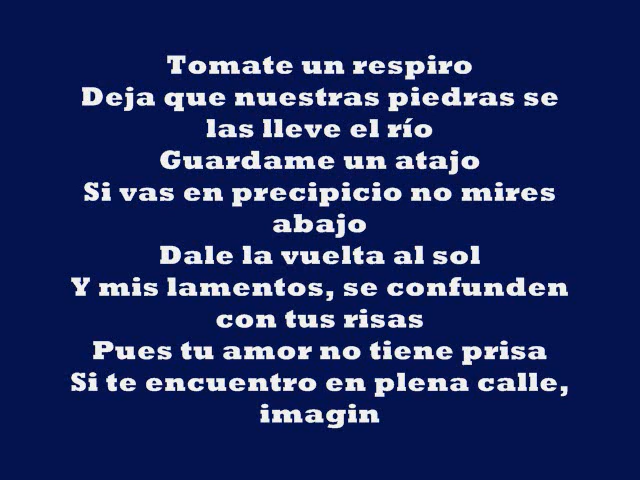 Tomate un respiro
Deja que nuestras piedras se
las lleve el río
Guardame un atajo
Si vas en precipicio no mires
abajo
Dale la vuelta al sol
Y mis lamentos, se confunden
con tus risas
Pues tu amor no tiene prisa
Si te encuentro en plena calle,
imagin